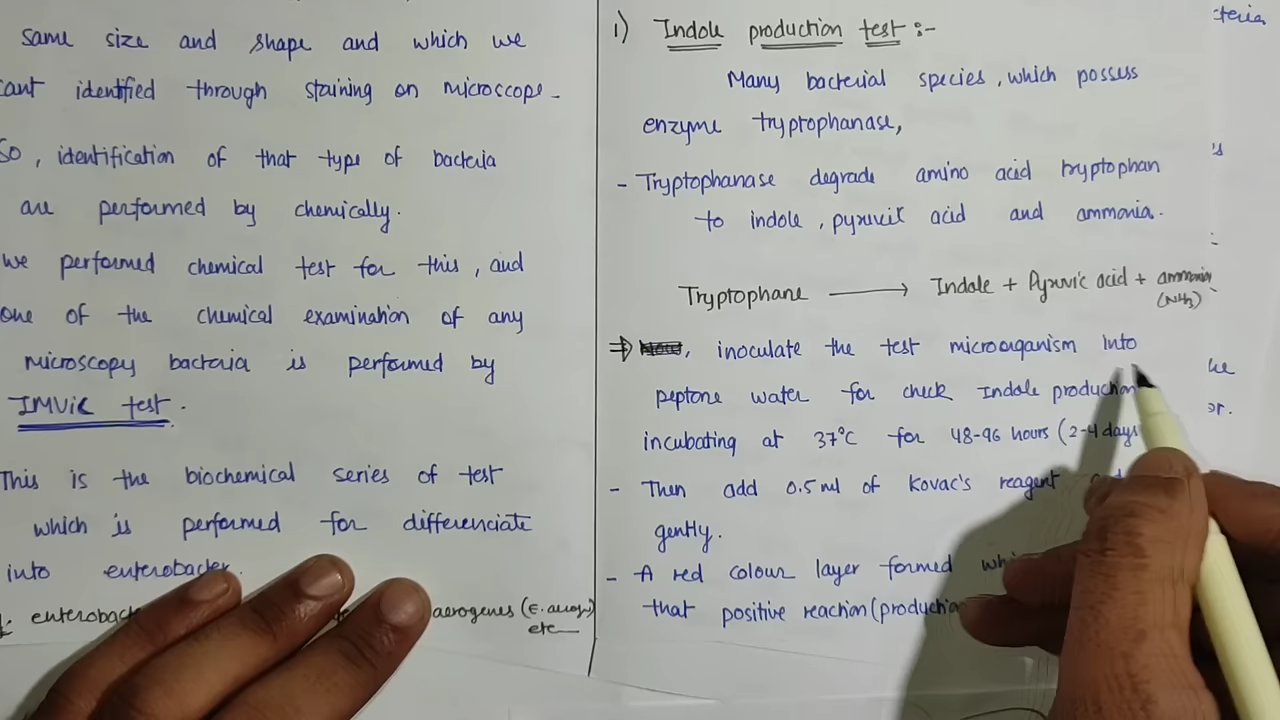 same size and shape and which we
cant identified through staining on microscope.
So, identification of that type of bacteria
are performed by chemically.
we performed chemical test for this, and
one of the chemical examination of any
microscopy bacteria is performed by
IMViC test.
This is the biochemical series of test
which is performed for differenciate
into enterobacter.
enterobac
aerogenes (E. aerog.)
etc
1) Indole production test :-
Many bacterial species, which possess
enzyme tryptophanase,
- Tryptophanase degrade amino acid tryptophan
to indole, pyruvic acid and ammonia.
Tryptophane ⟶ Indole + Pyruvic acid + ammonia
(NH3)
⇒ , inoculate the test microorganism into
peptone water for check Indole production
incubating at 37°C for 48-96 hours (2-4 days
- Then add 0.5 ml of Kovac's reagent
gently.
- A red colour layer formed
that positive reaction (productio
cteria
's
or.